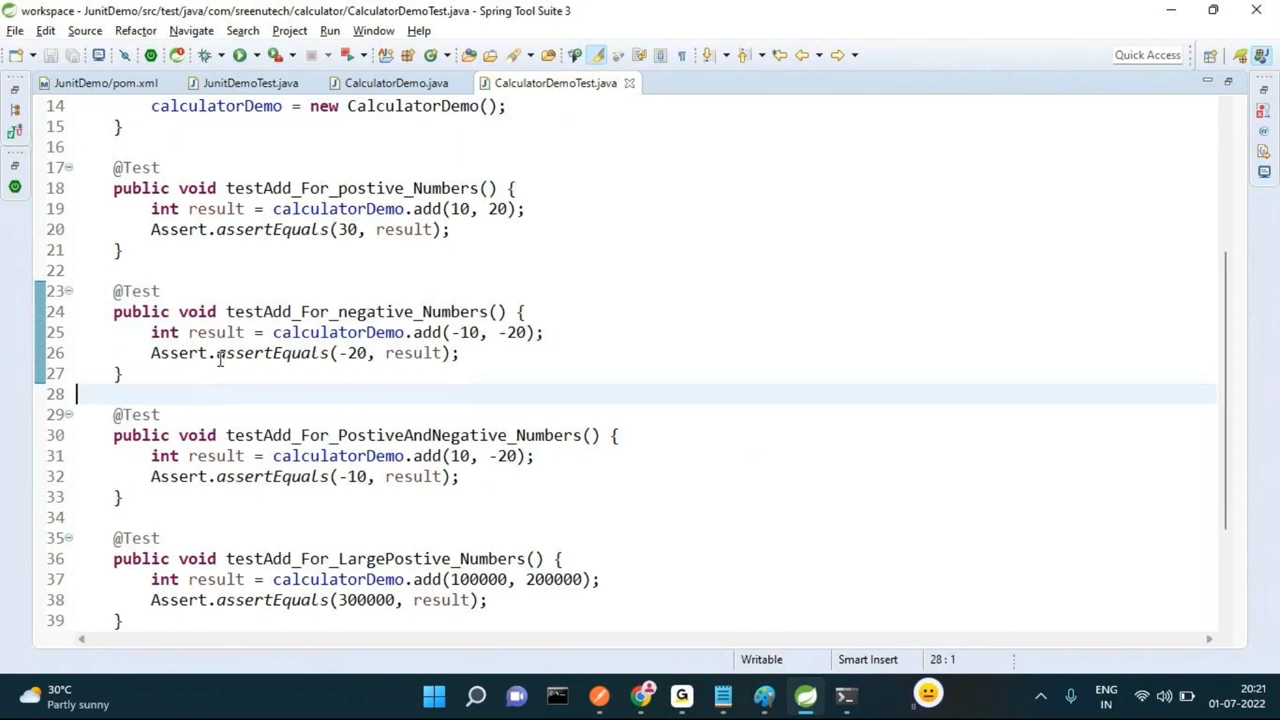 workspace - JunitDemo/src/test/java/com/sreenutech/calculator/CalculatorDemoTest.java - Spring Tool Suite 3
File Edit Source Refactor Navigate Search Project Run Window Help
Quick Access
JunitDemo/pom.xml JunitDemoTest.java CalculatorDemo.java CalculatorDemoTest.java
14 calculatorDemo = new CalculatorDemo();
15 }
16
17 @Test
18 public void testAdd_For_postive_Numbers() {
19 int result = calculatorDemo.add(10, 20);
20 Assert.assertEquals(30, result);
21 }
22
23 @Test
24 public void testAdd_For_negative_Numbers() {
25 int result = calculatorDemo.add(-10, -20);
26 Assert.assertEquals(-20, result);
27 }
28
29 @Test
30 public void testAdd_For_PostiveAndNegative_Numbers() {
31 int result = calculatorDemo.add(10, -20);
32 Assert.assertEquals(-10, result);
33 }
34
35 @Test
36 public void testAdd_For_LargePostive_Numbers() {
37 int result = calculatorDemo.add(100000, 200000);
38 Assert.assertEquals(300000, result);
39 }
Writable Smart Insert 28 : 1
30°C
Partly sunny
ENG
IN
20:21
01-07-2022